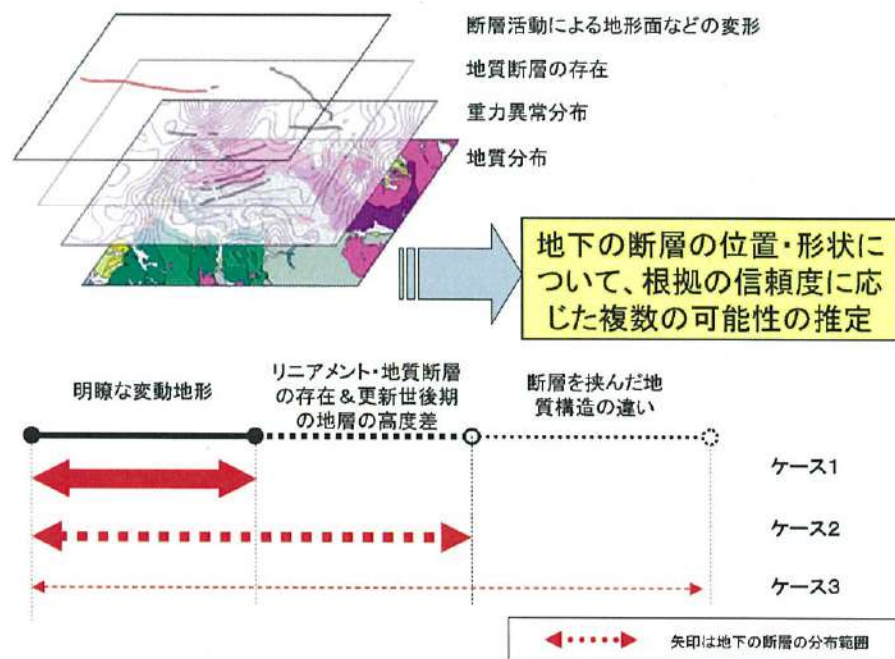 断層活動による地形面などの変形
地質断層の存在
重力異常分布
地質分布
地下の断層の位置・形状に
ついて、根拠の信頼度に応
じた複数の可能性の推定
明瞭な変動地形
リニアメント・地質断層
の存在&更新世後期
の地層の高度差
断層を挟んだ地
質構造の違い
ケース1
ケース2
ケース3
矢印は地下の断層の分布範囲